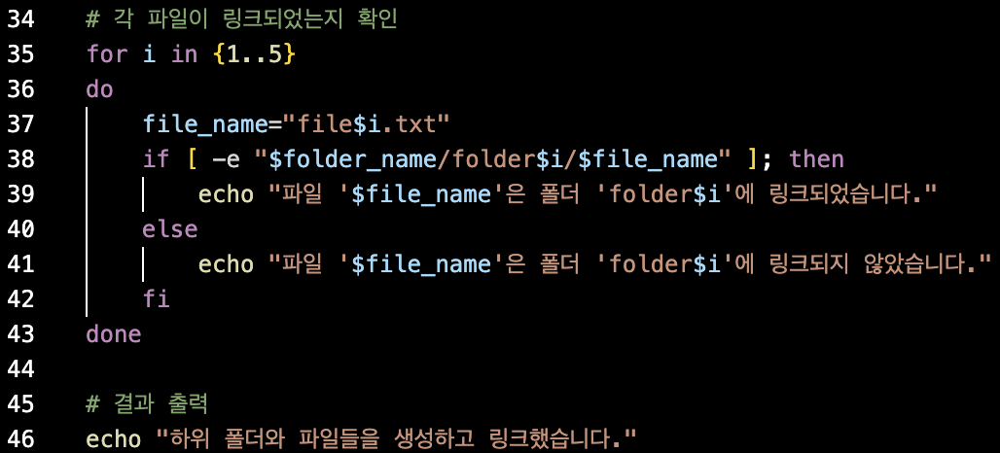 34 # 각 파일이 링크되었는지 확인
35 for i in {1..5}
36 do
37 file_name="file$i.txt"
38 if [ -e "$folder_name/folder$i/$file_name" ]; then
39 echo "파일 '$file_name'은 폴더 'folder$i'에 링크되었습니다."
40 else
41 echo "파일 '$file_name'은 폴더 'folder$i'에 링크되지 않았습니다."
42 fi
43 done
44
45 # 결과 출력
46 echo "하위 폴더와 파일들을 생성하고 링크했습니다."